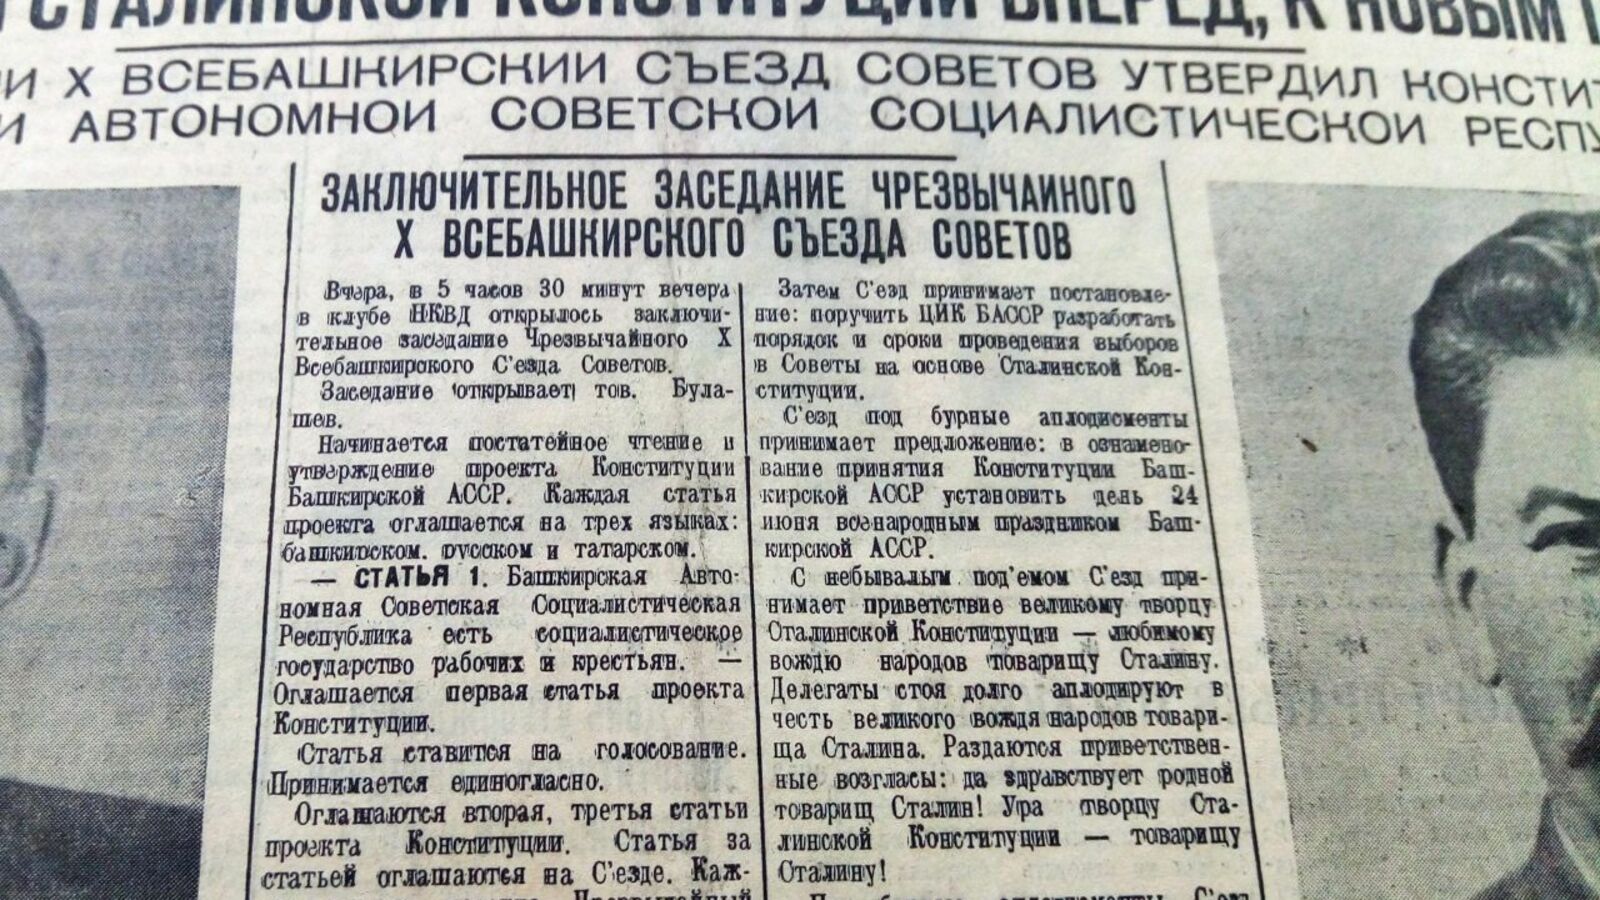 СТАЛИНСКОЙ КОНСТИТУЦИИ ВПЕРЕД, К НОВЫМ
Х ВСЕБАШКИРСКИЙ СЪЕЗД СОВЕТОВ УТВЕРДИЛ КОНСТИТ
И АВТОНОМНОЙ СОВЕТСКОЙ СОЦИАЛИСТИЧЕСКОЙ РЕСПУ
ЗАКЛЮЧИТЕЛЬНОЕ ЗАСЕДАНИЕ ЧРЕЗВЫЧАЙНОГО
Х ВСЕБАШКИРСКОГО СЪЕЗДА СОВЕТОВ
Вчера, в 5 часов 30 минут вечера
в клубе НКВД открылось заключи-
тельное заседание Чрезвычайного Х
Всебашкирского С'езда Советов.
Заседание открывает тов. Була-
шев.
Начинается постатейное чтение и
утверждение проекта Конституции
Башкирской АССР. Каждая статья
проекта оглашается на трех языках:
башкирском, русском и татарском.
— СТАТЬЯ 1. Башкирская Авто-
номная Советская Социалистическая
Республика есть социалистическое
государство рабочих и крестьян. —
Оглашается первая статья проекта
Конституции.
Статья ставится на голосование.
Принимается единогласно.
Оглашаются вторая, третья статьи
проекта Конституции. Статья за
статьей оглашаются на С'езде. Каж-
Чрезвычайный
Затем С'езд принимает постановле-
ние: поручить ЦИК БАССР разработать
порядок и сроки проведения выборов
в Советы на основе Сталинской Кон-
ституции.
С'езд под бурные аплодисменты
принимает предложение: в ознамено-
вание принятия Конституции Баш-
кирской АССР установить день 24
июня всенародным праздником Баш-
кирской АССР.
С небывалым под'емом С'езд при-
нимает приветствие великому творцу
Сталинской Конституции — любимому
вождю народов товарищу Сталину.
Делегаты стоя долго аплодируют в
честь великого вождя народов товари-
ща Сталина. Раздаются приветствен-
ные возгласы: да здравствует родной
товарищ Сталин! Ура творцу Ста-
линской Конституции — товарищу
Сталину!
аплодисменты С'езд